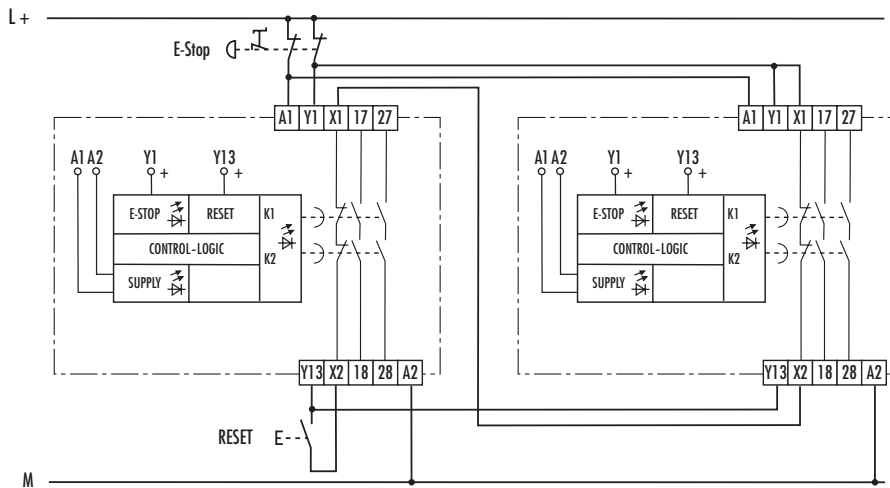 L +
E-Stop
A1 Y1 X1 17 27
A1 Y1 X1 17 27
A1 A2 Y1 + Y13 +
A1 A2 Y1 + Y13 +
E-STOP RESET K1
E-STOP RESET K1
CONTROL-LOGIC
CONTROL-LOGIC
K2
K2
SUPPLY
SUPPLY
Y13 X2 18 28 A2
Y13 X2 18 28 A2
RESET E
M